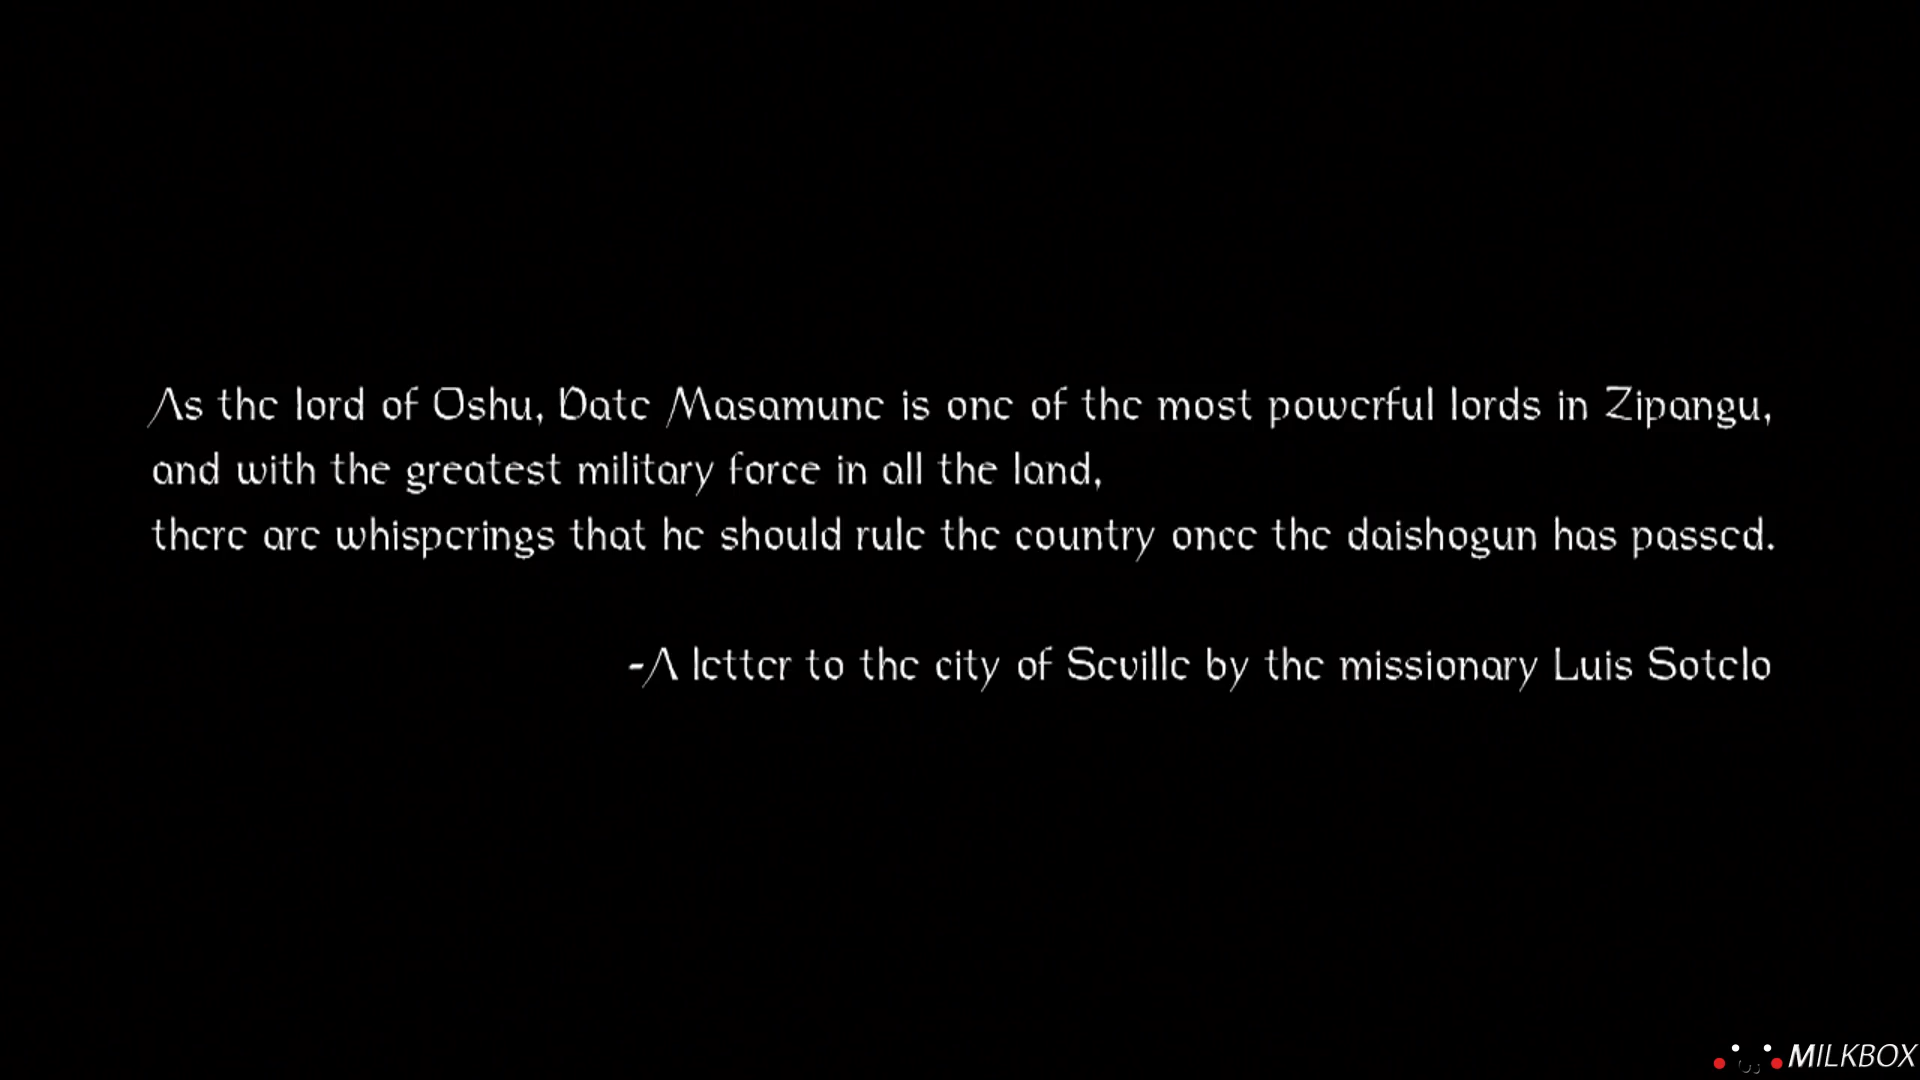 As the lord of Oshu, Date Masamune is one of the most powerful lords in Zipangu,
and with the greatest military force in all the land,
there are whisperings that he should rule the country once the daishogun has passed.
-A letter to the city of Seville by the missionary Luis Sotelo
MILKBOX